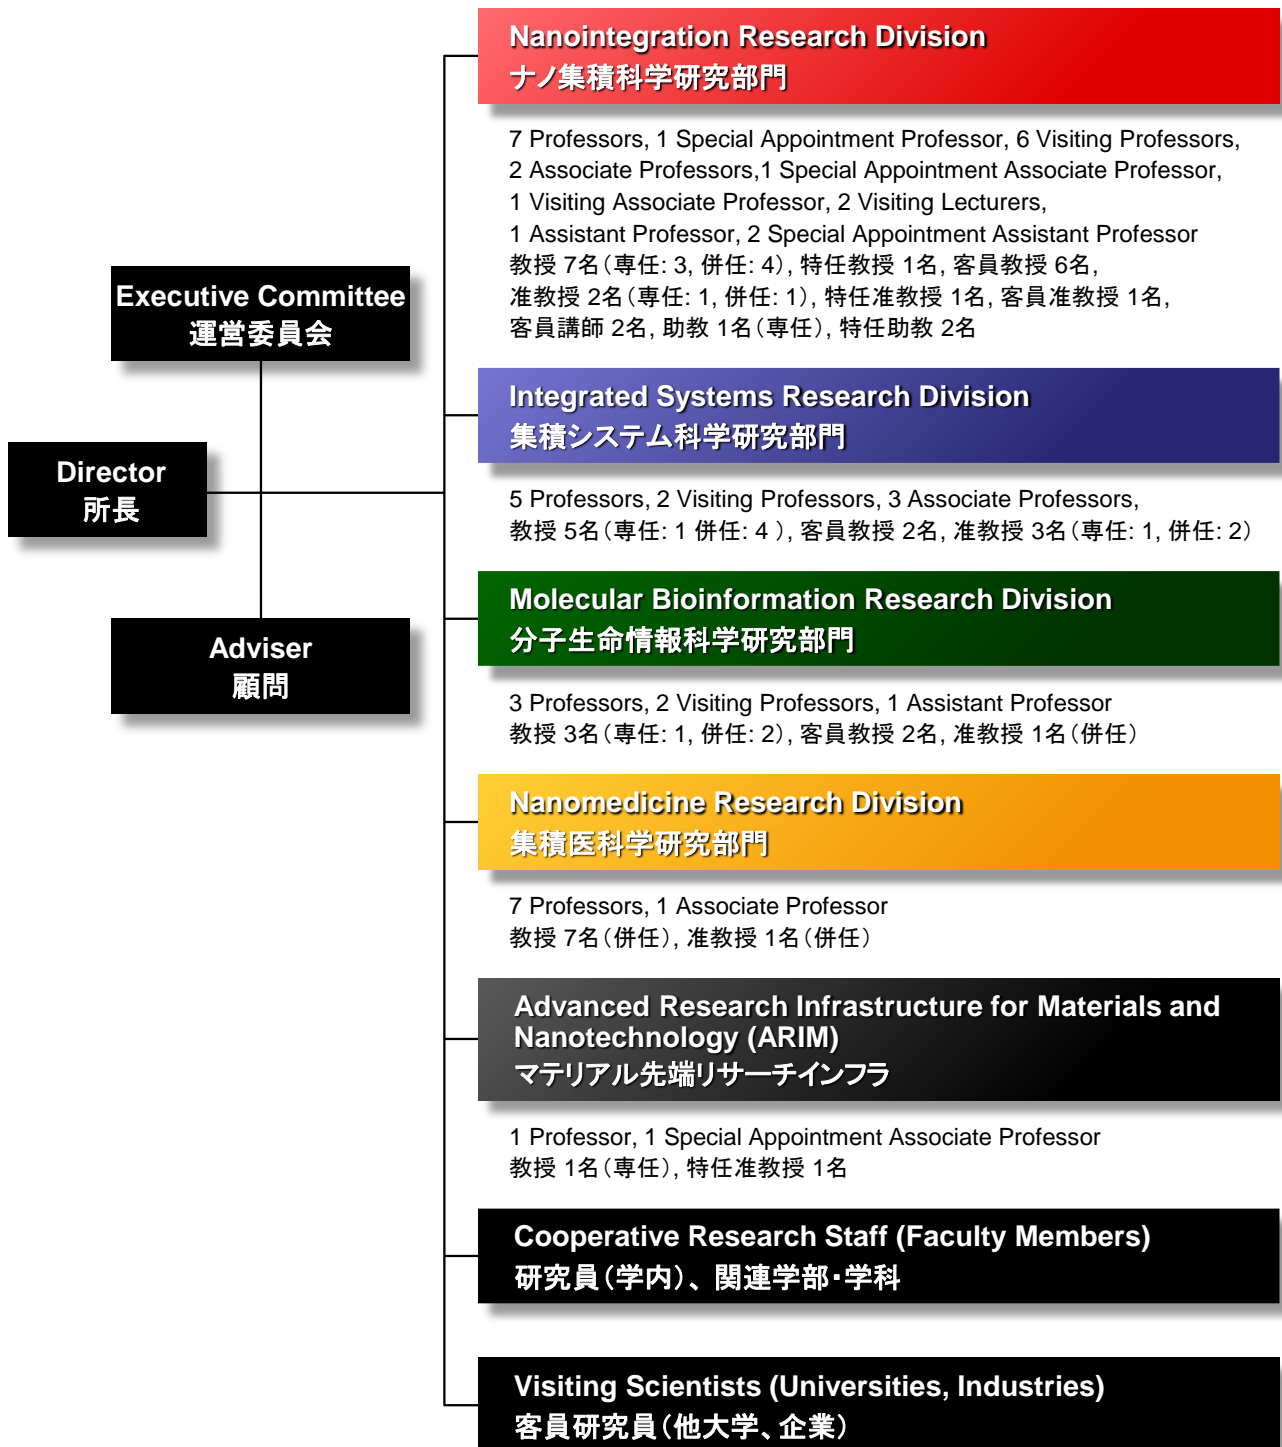 Nanointegration Research Division
ナノ集積科学研究部門
7 Professors, 1 Special Appointment Professor, 6 Visiting Professors,
2 Associate Professors,1 Special Appointment Associate Professor,
1 Visiting Associate Professor, 2 Visiting Lecturers,
1 Assistant Professor, 2 Special Appointment Assistant Professor
教授 7名（専任: 3, 併任: 4）, 特任教授 1名, 客員教授 6名,
准教授 2名（専任: 1, 併任: 1）, 特任准教授 1名, 客員准教授 1名,
客員講師 2名, 助教 1名（専任）, 特任助教 2名
Executive Committee
運営委員会
Integrated Systems Research Division
集積システム科学研究部門
Director
所長
5 Professors, 2 Visiting Professors, 3 Associate Professors,
教授 5名（専任: 1 併任: 4 ）, 客員教授 2名, 准教授 3名（専任: 1, 併任: 2）
Molecular Bioinformation Research Division
分子生命情報科学研究部門
Adviser
顧問
3 Professors, 2 Visiting Professors, 1 Assistant Professor
教授 3名（専任: 1, 併任: 2）, 客員教授 2名, 准教授 1名（併任）
Nanomedicine Research Division
集積医科学研究部門
7 Professors, 1 Associate Professor
教授 7名（併任）, 准教授 1名（併任）
Advanced Research Infrastructure for Materials and
Nanotechnology (ARIM)
マテリアル先端リサーチインフラ
1 Professor, 1 Special Appointment Associate Professor
教授 1名（専任）, 特任准教授 1名
Cooperative Research Staff (Faculty Members)
研究員（学内）、関連学部・学科
Visiting Scientists (Universities, Industries)
客員研究員（他大学、企業）